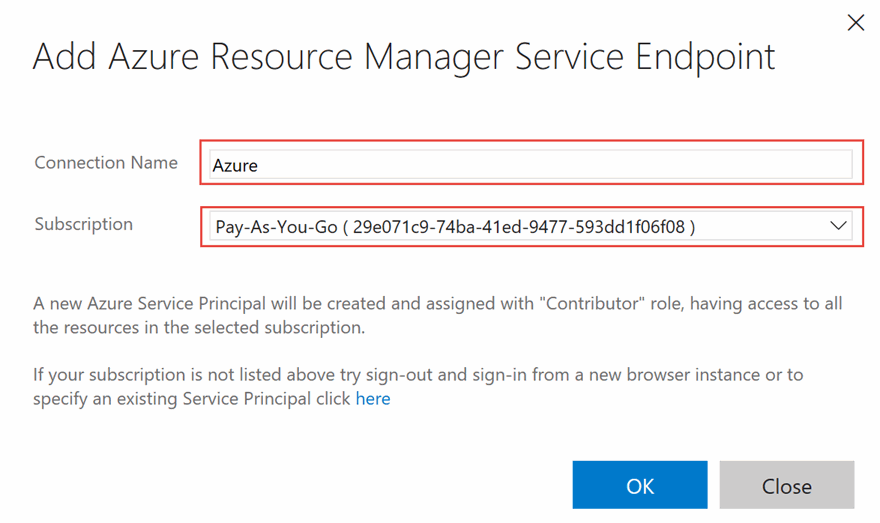 Add Azure Resource Manager Service Endpoint
Connection Name
Azure
Subscription
Pay-As-You-Go ( 29e071c9-74ba-41ed-9477-593dd1f06f08 )
A new Azure Service Principal will be created and assigned with "Contributor" role, having access to all
the resources in the selected subscription.
If your subscription is not listed above try sign-out and sign-in from a new browser instance or to
specify an existing Service Principal click here
OK
Close